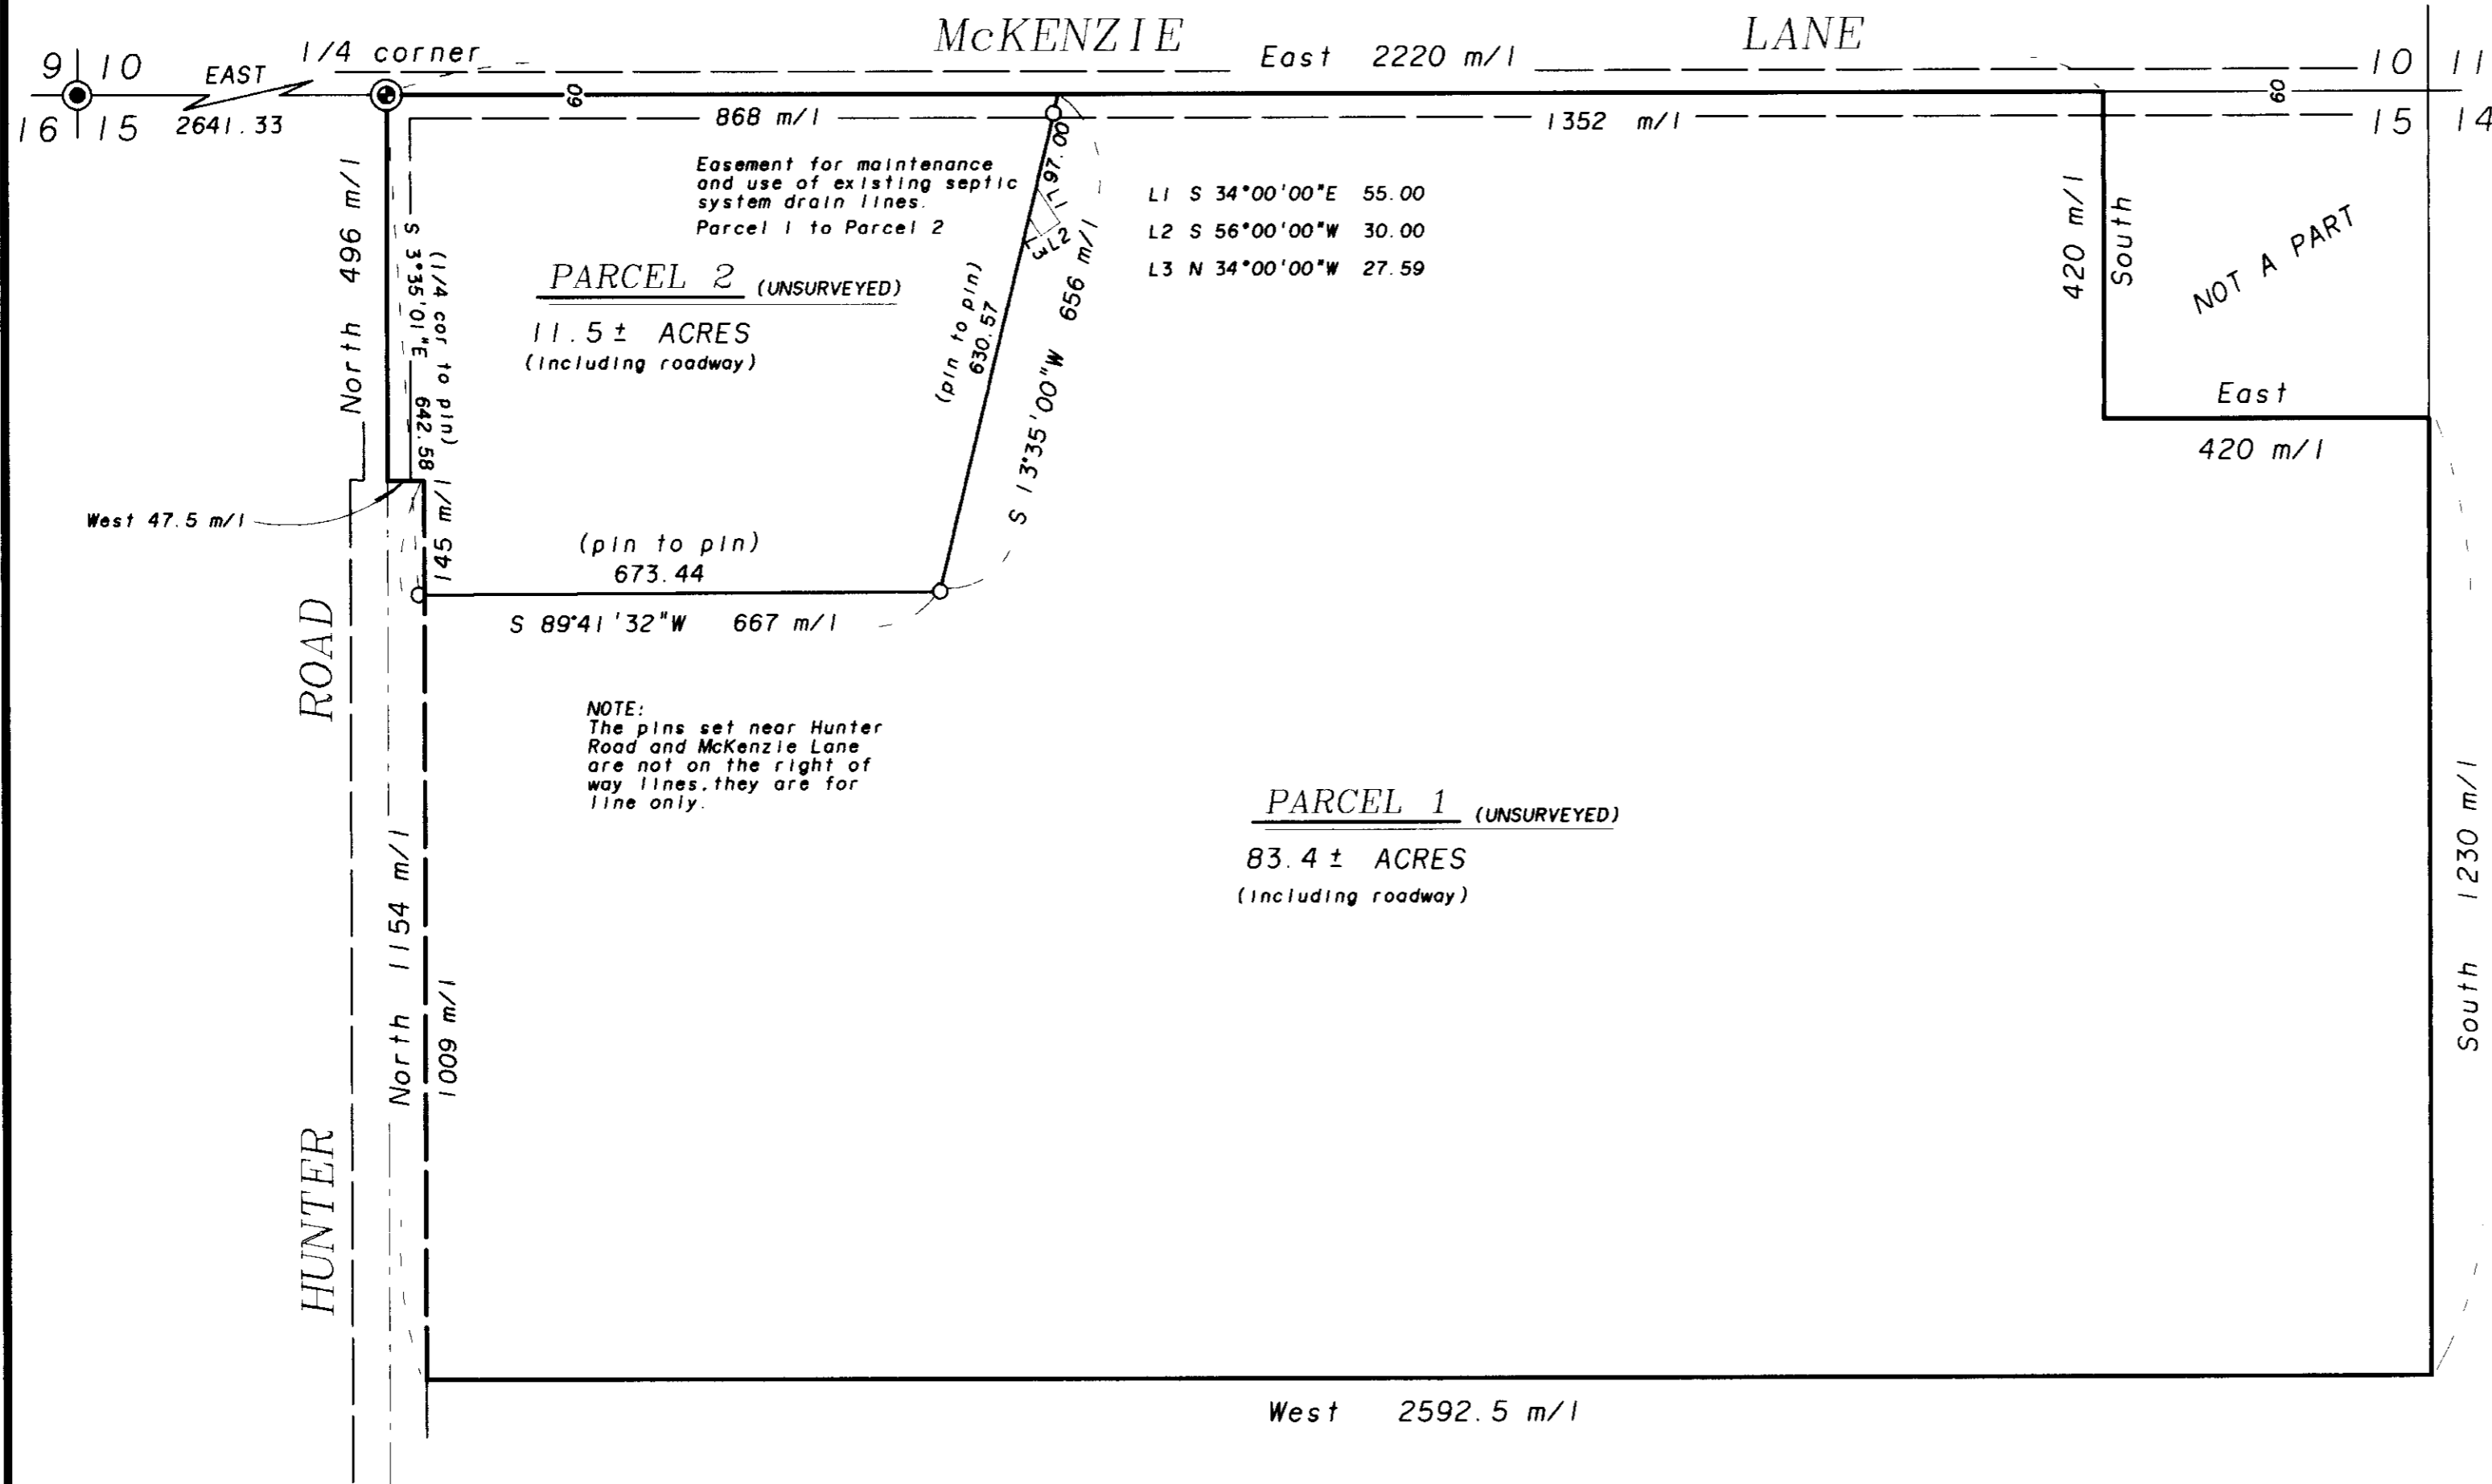 McKENZIE LANE
1/4 corner
East 2220 m/l
9 10
EAST
10 11
16 15
2641.33
60
868 m/l
1352 m/l
60
15 14
North 496 m/l
S 3°35'01"E 642.58
(1/4 cor to pin)
Easement for maintenance
and use of existing septic
system drain lines.
Parcel 1 to Parcel 2
97.00
L1
L2
L3
L1 S 34°00'00"E 55.00
L2 S 56°00'00"W 30.00
L3 N 34°00'00"W 27.59
420 m/l
South
NOT A PART
PARCEL 2 (UNSURVEYED)
11.5± ACRES
(including roadway)
(pin to pin)
630.57
S 13°35'00"W 656 m/l
East
420 m/l
West 47.5 m/l
145 m/l
(pin to pin)
673.44
S 89°41'32"W 667 m/l
HUNTER ROAD
NOTE:
The pins set near Hunter
Road and McKenzie Lane
are not on the right of
way lines, they are for
line only.
PARCEL 1 (UNSURVEYED)
83.4± ACRES
(including roadway)
North 1154 m/l
1009 m/l
South 1230 m/l
West 2592.5 m/l